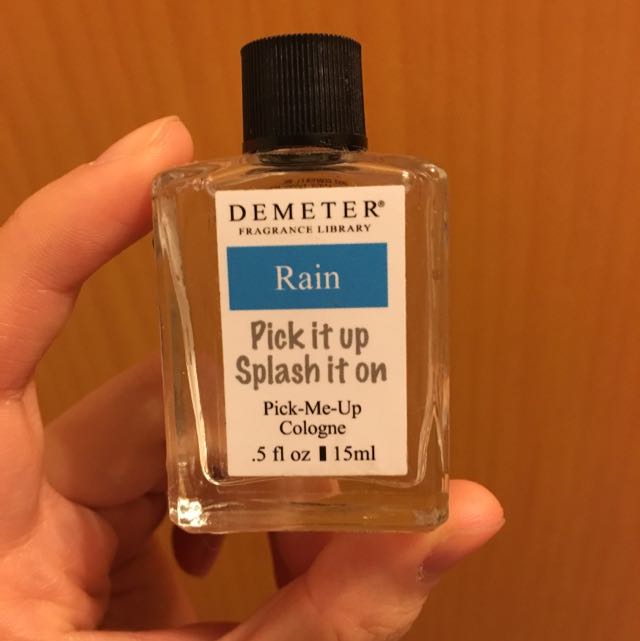 DEMETER®
FRAGRANCE LIBRARY
Rain
Pick it up
Splash it on
Pick-Me-Up
Cologne
.5 fl oz ▮ 15ml